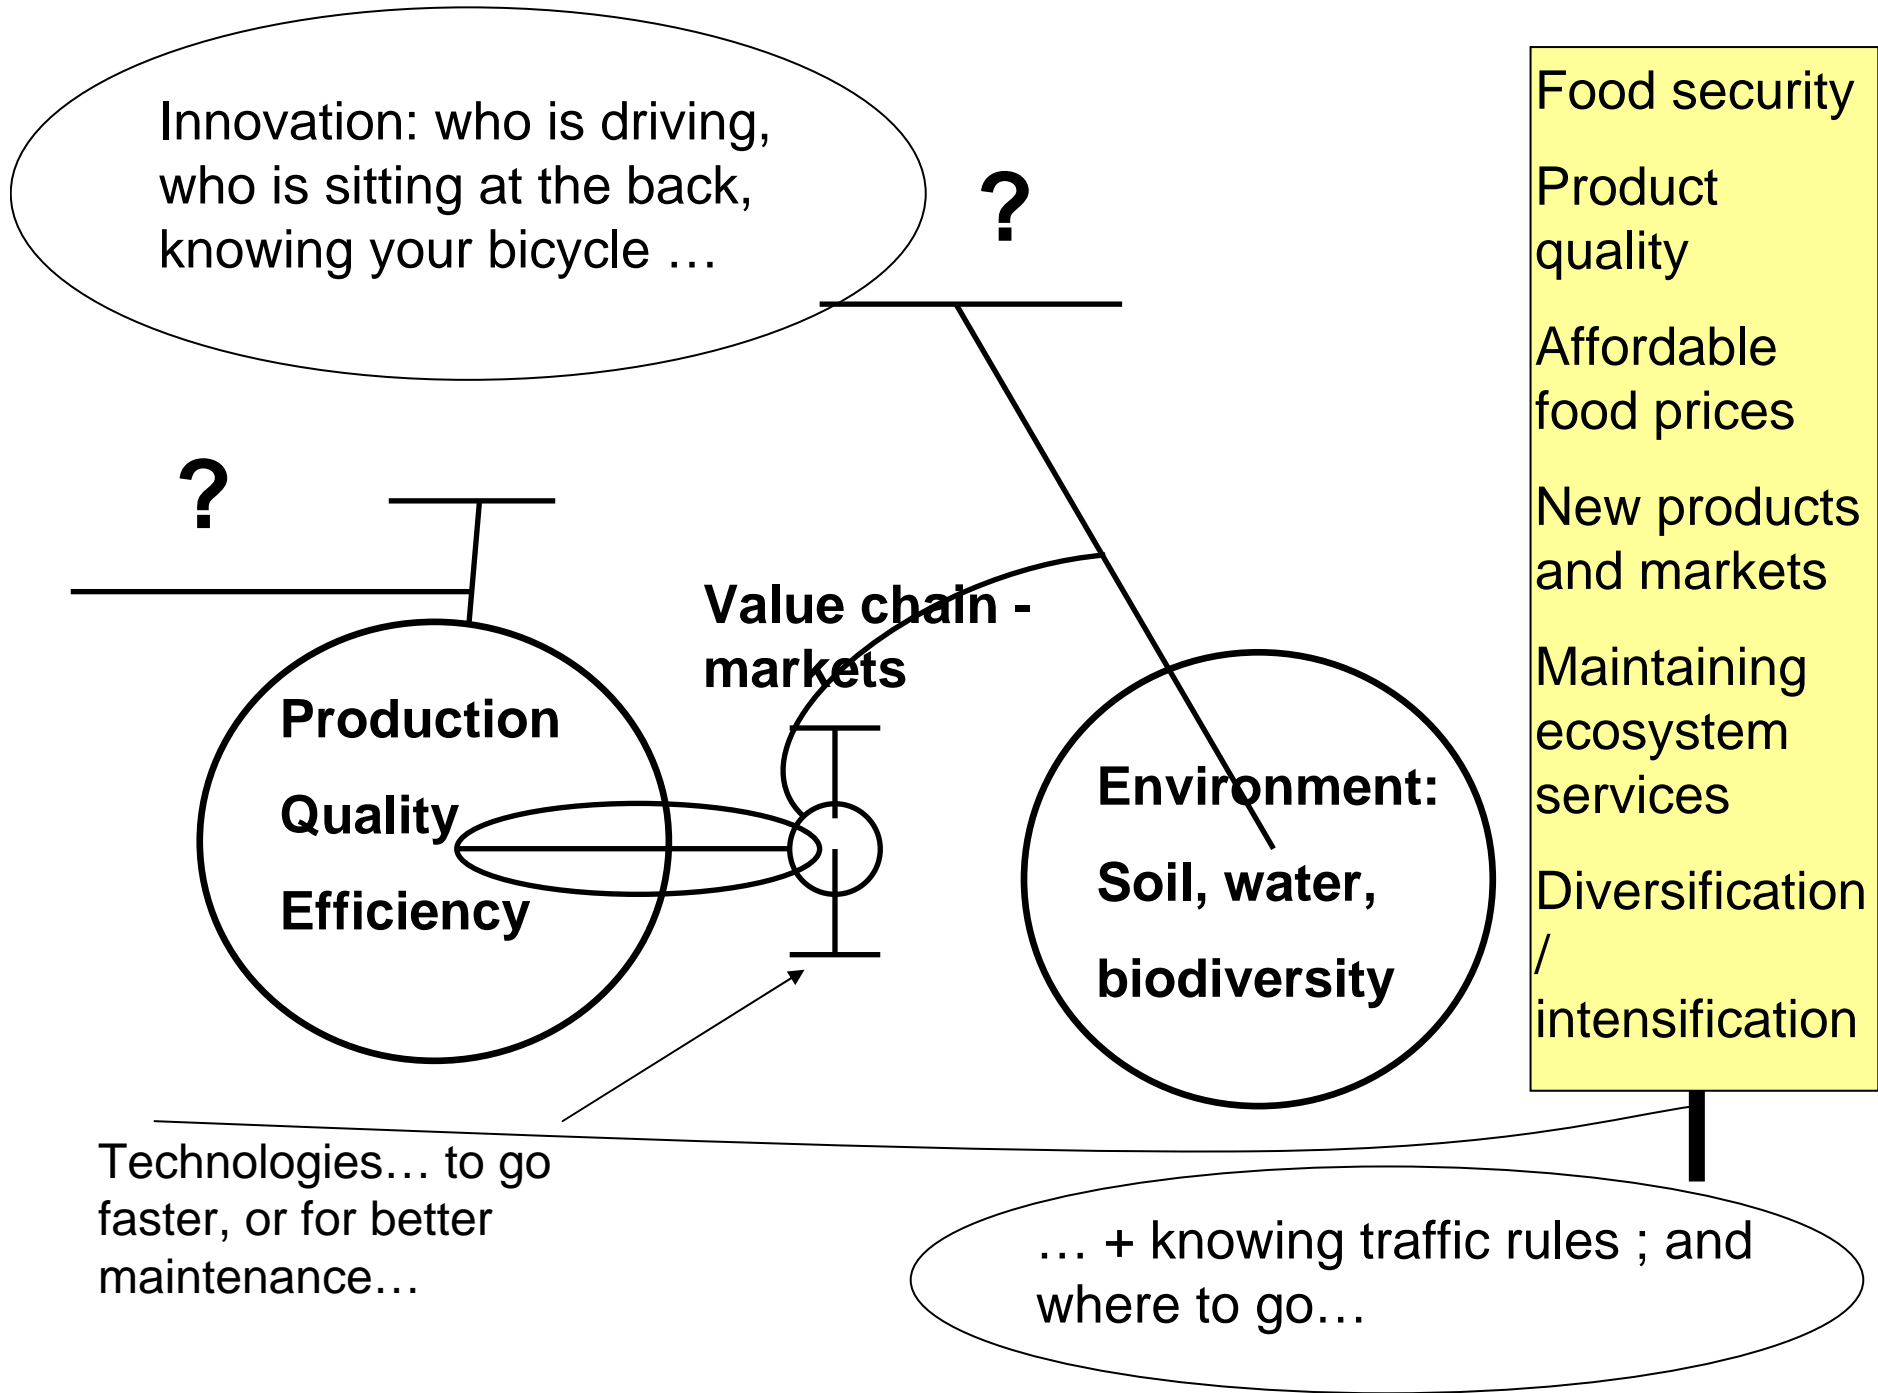 Innovation: who is driving,
who is sitting at the back,
knowing your bicycle …
?
?
Value chain -
markets
Production
Quality
Efficiency
Environment:
Soil, water,
biodiversity
Food security
Product
quality
Affordable
food prices
New products
and markets
Maintaining
ecosystem
services
Diversification
/
intensification
Technologies… to go
faster, or for better
maintenance…
… + knowing traffic rules ; and
where to go…